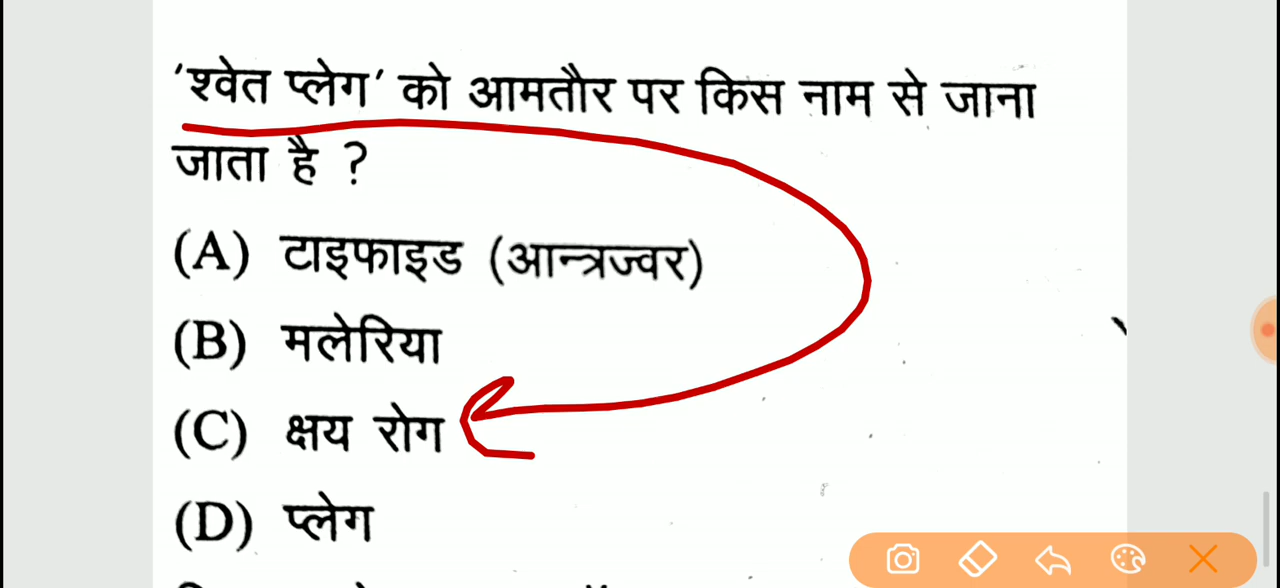 'श्वेत प्लेग' को आमतौर पर किस नाम से जाना
जाता है ?
(A) टाइफाइड (आन्त्रज्वर)
(B) मलेरिया
(C) क्षय रोग
(D) प्लेग